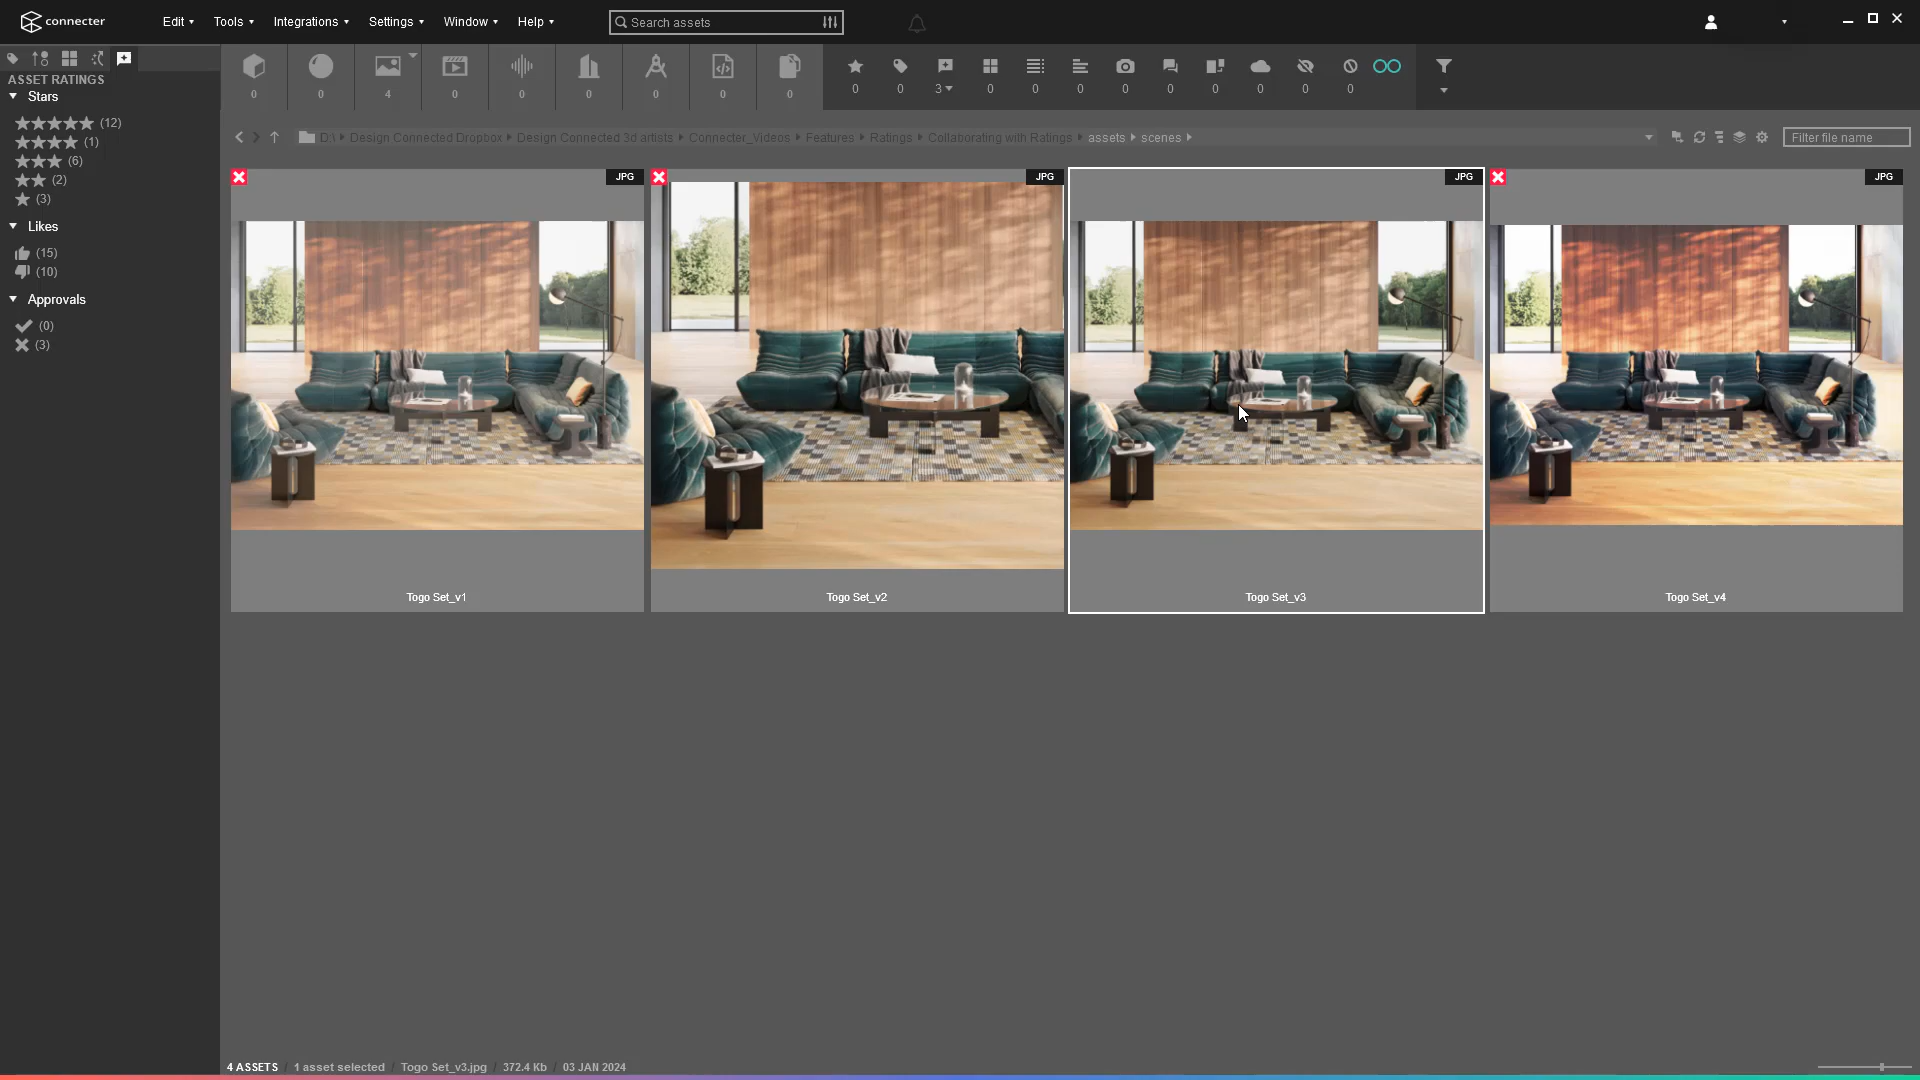 connecter
Edit Tools Integrations Settings Window Help
Search assets
ASSET RATINGS
Stars
(12)
(1)
(6)
(2)
(3)
Likes
(15)
(10)
Approvals
(0)
(3)
0 0 4 0 0 0 0 0 0
0 0 3 0 0 0 0 0 0 0 0 0
D:\ Design Connected Dropbox Design Connected 3d artists Connecter_Videos Features Ratings Collaborating with Ratings assets scenes
Filter file name
JPG JPG JPG JPG
Togo Set_v1 Togo Set_v2 Togo Set_v3 Togo Set_v4
4 ASSETS / 1 asset selected / Togo Set_v3.jpg / 372.4 Kb / 03 JAN 2024